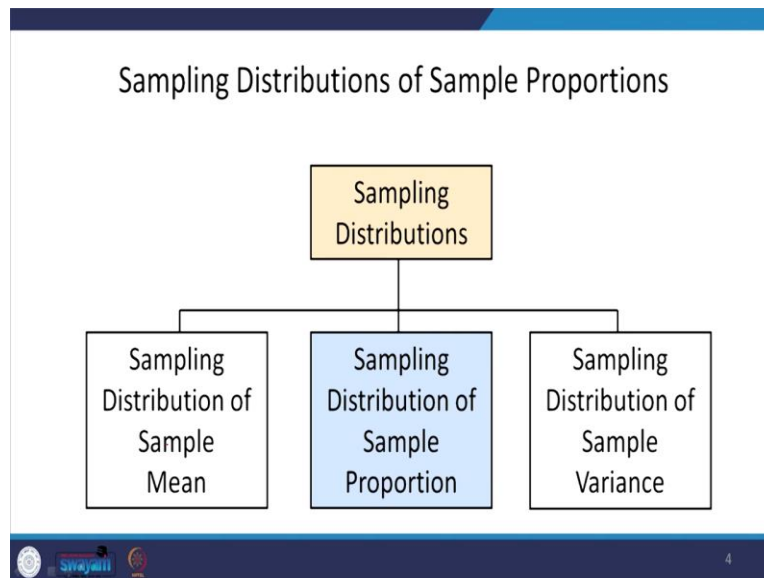 Sampling Distributions of Sample Proportions
Sampling
Distributions
Sampling
Distribution of
Sample
Mean
Sampling
Distribution of
Sample
Proportion
Sampling
Distribution of
Sample
Variance
swayam
4